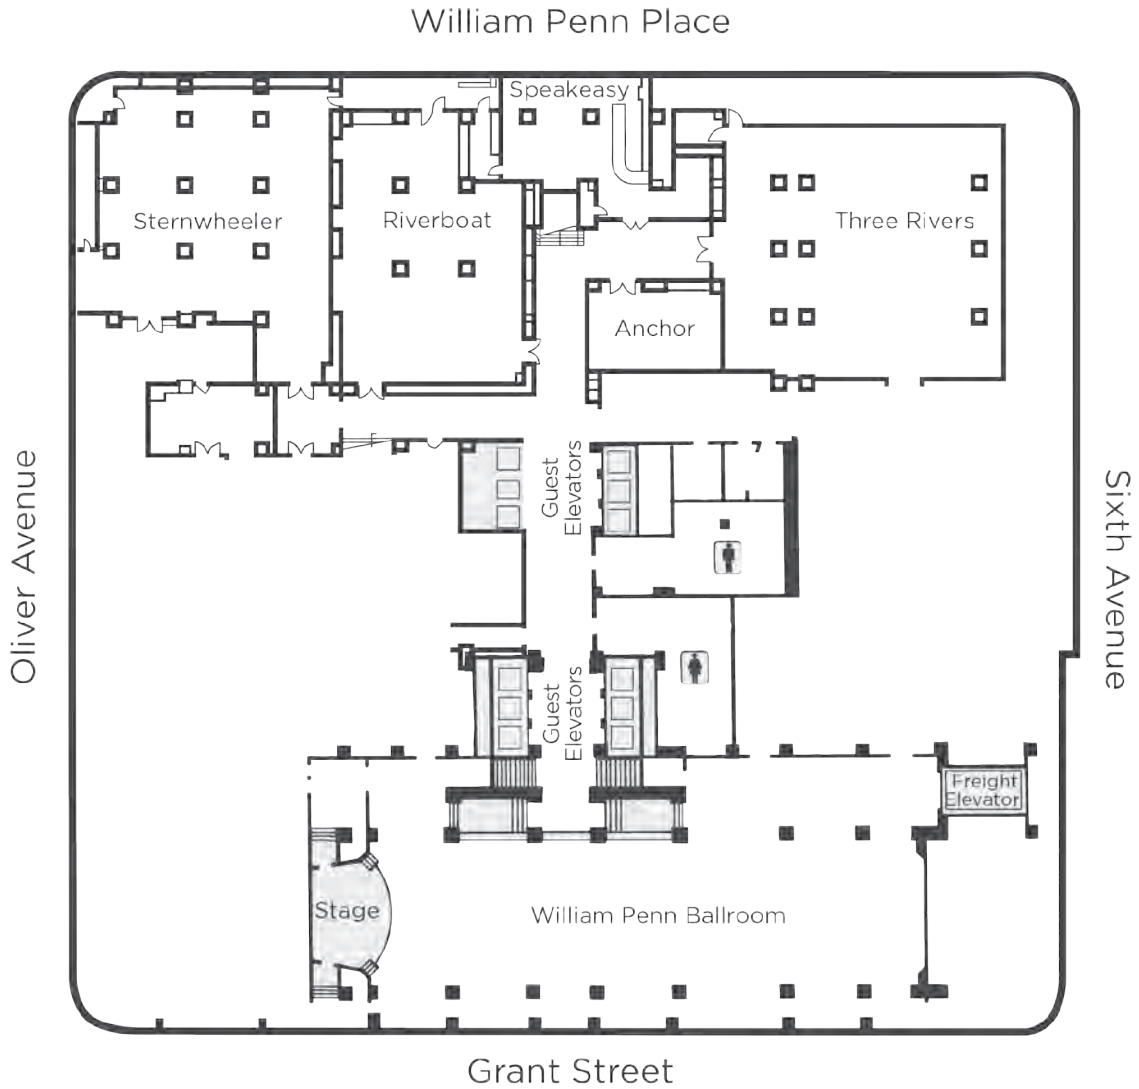 William Penn Place
Speakeasy
Sternwheeler
Riverboat
Three Rivers
Anchor
Oliver Avenue
Guest
Elevators
Sixth Avenue
Guest
Elevators
Freight
Elevator
Stage
William Penn Ballroom
Grant Street